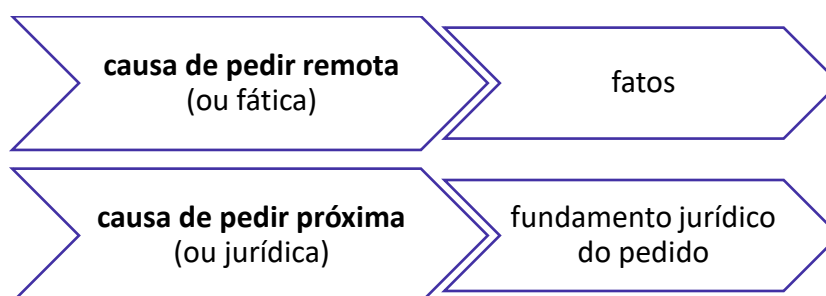 causa de pedir remota
(ou fática)
fatos
causa de pedir próxima
(ou jurídica)
fundamento jurídico
do pedido